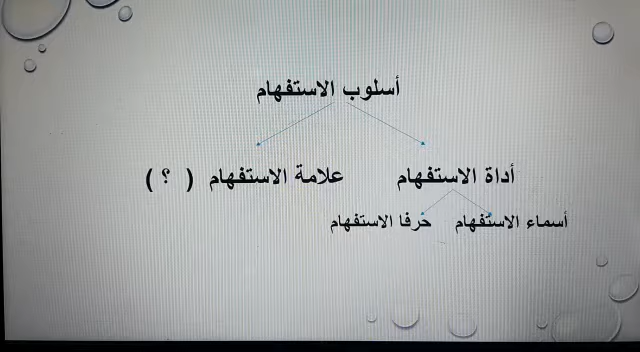 أسلوب الاستفهام
أداة الاستفهام علامة الاستفهام ( ؟ )
أسماء الاستفهام حرفا الاستفهام